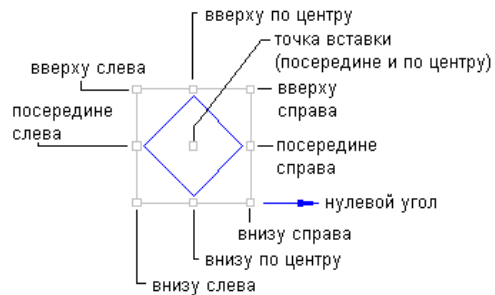 вверху по центру
точка вставки
(посередине и по центру)
вверху слева
вверху
справа
посередине
слева
посередине
справа
нулевой угол
внизу справа
внизу по центру
внизу слева